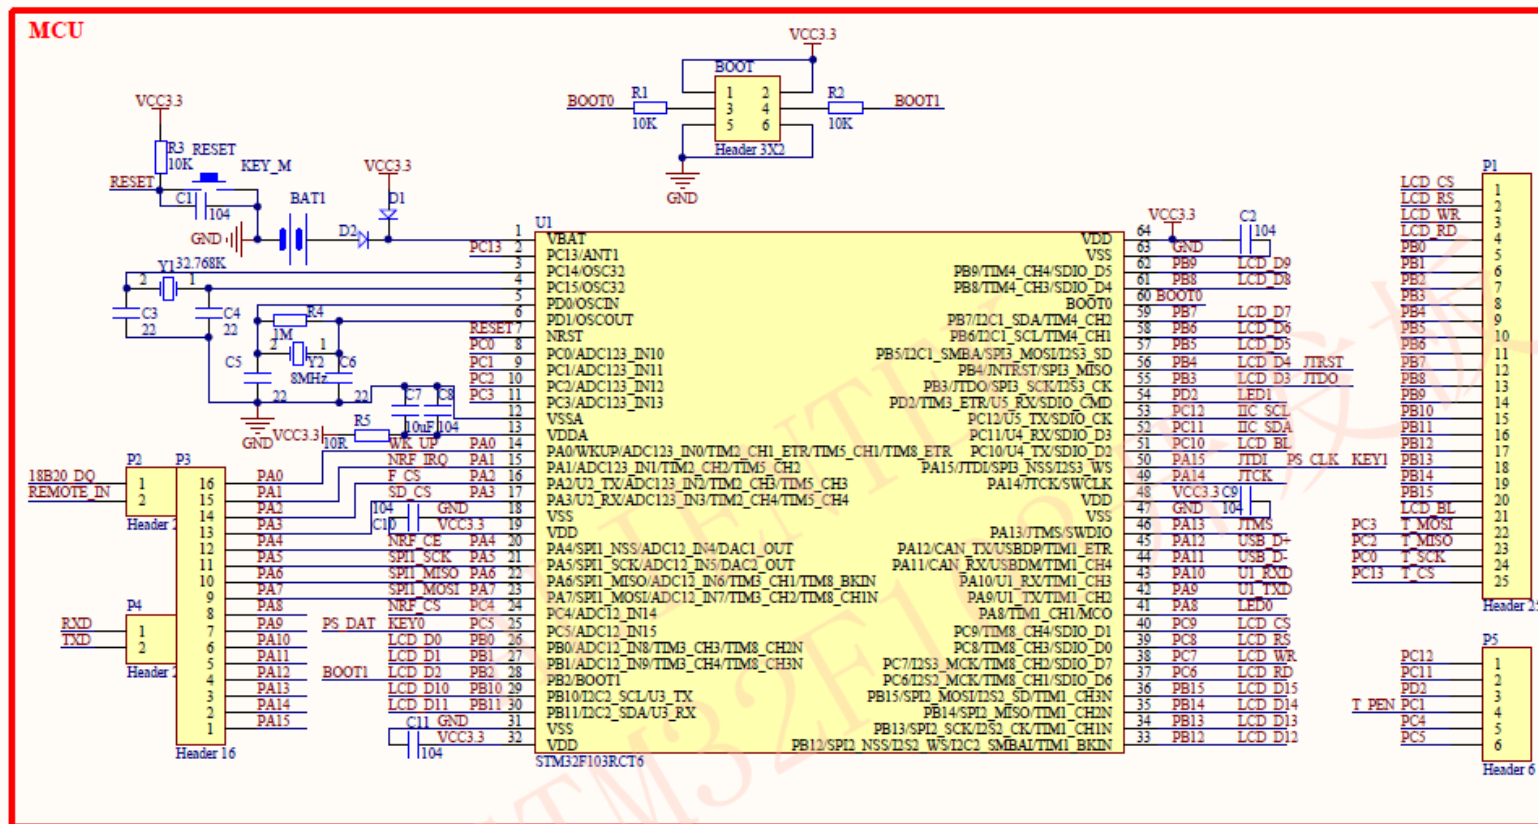 MCU
VCC3.3
BOOT
BOOT0 R1 1 2 R2 BOOT1
3 4
10K 5 6 10K
Header 3X2
GND
VCC3.3
R3 RESET
10K KEY_M
RESET
C1 104
GND
BAT1
VCC3.3
D1
D2
Y1 32.768K
2 1
C3 C4
22 22
R4
1M
2 1
Y2
8MHz
C5 C6
22 22
GND
C7 C8
10uF 104
VCC3.3 R5
10R
U1
PC13
RESET
PC0
PC1
PC2
PC3
1 VBAT
2 PC13/ANT1
3 PC14/OSC32
4 PC15/OSC32
5 PD0/OSCIN
6 PD1/OSCOUT
7 NRST
8 PC0/ADC123_IN10
9 PC1/ADC123_IN11
10 PC2/ADC123_IN12
11 PC3/ADC123_IN13
12 VSSA
13 VDDA
WK_UP PA0 14 PA0/WKUP/ADC123_IN0/TIM2_CH1_ETR/TIM5_CH1/TIM8_ETR
NRF_IRQ PA1 15 PA1/ADC123_IN1/TIM2_CH2/TIM5_CH2
F_CS PA2 16 PA2/U2_TX/ADC123_IN2/TIM2_CH3/TIM5_CH3
SD_CS PA3 17 PA3/U2_RX/ADC123_IN3/TIM2_CH4/TIM5_CH4
104 GND 18 VSS
C10 VCC3.3 19 VDD
NRF_CE PA4 20 PA4/SPI1_NSS/ADC12_IN4/DAC1_OUT
SPI1_SCK PA5 21 PA5/SPI1_SCK/ADC12_IN5/DAC2_OUT
SPI1_MISO PA6 22 PA6/SPI1_MISO/ADC12_IN6/TIM3_CH1/TIM8_BKIN
SPI1_MOSI PA7 23 PA7/SPI1_MOSI/ADC12_IN7/TIM3_CH2/TIM8_CH1N
NRF_CS PC4 24 PC4/ADC12_IN14
PS_DAT KEY0 PC5 25 PC5/ADC12_IN15
LCD_D0 PB0 26 PB0/ADC12_IN8/TIM3_CH3/TIM8_CH2N
LCD_D1 PB1 27 PB1/ADC12_IN9/TIM3_CH4/TIM8_CH3N
BOOT1 LCD_D2 PB2 28 PB2/BOOT1
LCD_D10 PB10 29 PB10/I2C2_SCL/U3_TX
LCD_D11 PB11 30 PB11/I2C2_SDA/U3_RX
C11 GND 31 VSS
104 VCC3.3 32 VDD
STM32F103RCT6
VCC3.3 C2
VDD 64 104
VSS 63 GND
PB9/TIM4_CH4/SDIO_D5 62 PB9 LCD_D9
PB8/TIM4_CH3/SDIO_D4 61 PB8 LCD_D8
BOOT0 60 BOOT0
PB7/I2C1_SDA/TIM4_CH2 59 PB7 LCD_D7
PB6/I2C1_SCL/TIM4_CH1 58 PB6 LCD_D6
PB5/I2C1_SMBA/SPI3_MOSI/I2S3_SD 57 PB5 LCD_D5
PB4/JNTRST/SPI3_MISO 56 PB4 LCD_D4 JTRST
PB3/JTDO/SPI3_SCK/I2S3_CK 55 PB3 LCD_D3 JTDO
PD2/TIM3_ETR/U5_RX/SDIO_CMD 54 PD2 LED1
PC12/U5_TX/SDIO_CK 53 PC12 IIC_SCL
PC11/U4_RX/SDIO_D3 52 PC11 IIC_SDA
PC10/U4_TX/SDIO_D2 51 PC10 LCD_BL
PA15/JTDI/SPI3_NSS/I2S3_WS 50 PA15 JTDI PS_CLK KEY1
PA14/JTCK/SWCLK 49 PA14 JTCK
VDD 48 VCC3.3 C9
VSS 47 GND 104
PA13/JTMS/SWDIO 46 PA13 JTMS
PA12/CAN_TX/USBDP/TIM1_ETR 45 PA12 USB_D+
PA11/CAN_RX/USBDM/TIM1_CH4 44 PA11 USB_D-
PA10/U1_RX/TIM1_CH3 43 PA10 U1_RXD
PA9/U1_TX/TIM1_CH2 42 PA9 U1_TXD
PA8/TIM1_CH1/MCO 41 PA8 LED0
PC9/TIM8_CH4/SDIO_D1 40 PC9 LCD_CS
PC8/TIM8_CH3/SDIO_D0 39 PC8 LCD_RS
PC7/I2S3_MCK/TIM8_CH2/SDIO_D7 38 PC7 LCD_WR
PC6/I2S2_MCK/TIM8_CH1/SDIO_D6 37 PC6 LCD_RD
PB15/SPI2_MOSI/I2S2_SD/TIM1_CH3N 36 PB15 LCD_D15
PB14/SPI2_MISO/TIM1_CH2N 35 PB14 LCD_D14
PB13/SPI2_SCK/I2S2_CK/TIM1_CH1N 34 PB13 LCD_D13
PB12/SPI2_NSS/I2S2_WS/I2C2_SMBAI/TIM1_BKIN 33 PB12 LCD_D12
P2
18B20_DQ 1
REMOTE_IN 2
Header 2
P4
RXD 1
TXD 2
Header 2
P3
16 PA0
15 PA1
14 PA2
13 PA3
12 PA4
11 PA5
10 PA6
9 PA7
8 PA8
7 PA9
6 PA10
5 PA11
4 PA12
3 PA13
2 PA14
1 PA15
Header 16
P1
LCD_CS 1
LCD_RS 2
LCD_WR 3
LCD_RD 4
PB0 5
PB1 6
PB2 7
PB3 8
PB4 9
PB5 10
PB6 11
PB7 12
PB8 13
PB9 14
PB10 15
PB11 16
PB12 17
PB13 18
PB14 19
PB15 20
LCD_BL 21
PC3 T_MOSI 22
PC2 T_MISO 23
PC0 T_SCK 24
PC13 T_CS 25
Header 25
P5
PC12 1
PC11 2
PD2 3
T_PEN PC1 4
PC4 5
PC5 6
Header 6